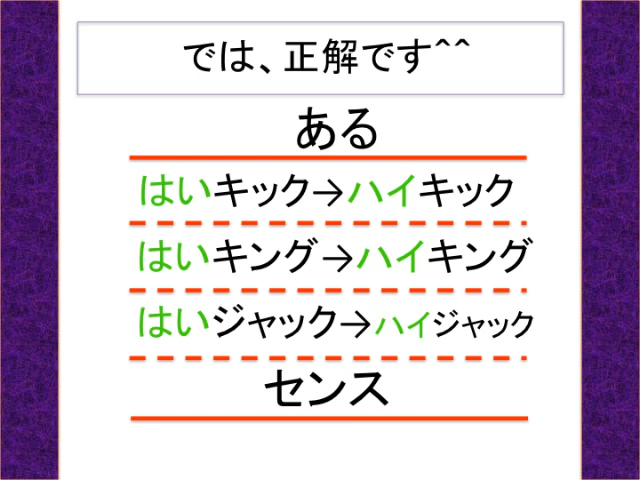 では、正解です^^
ある
はいキック→ハイキック
はいキング→ハイキング
はいジャック→ハイジャック
センス